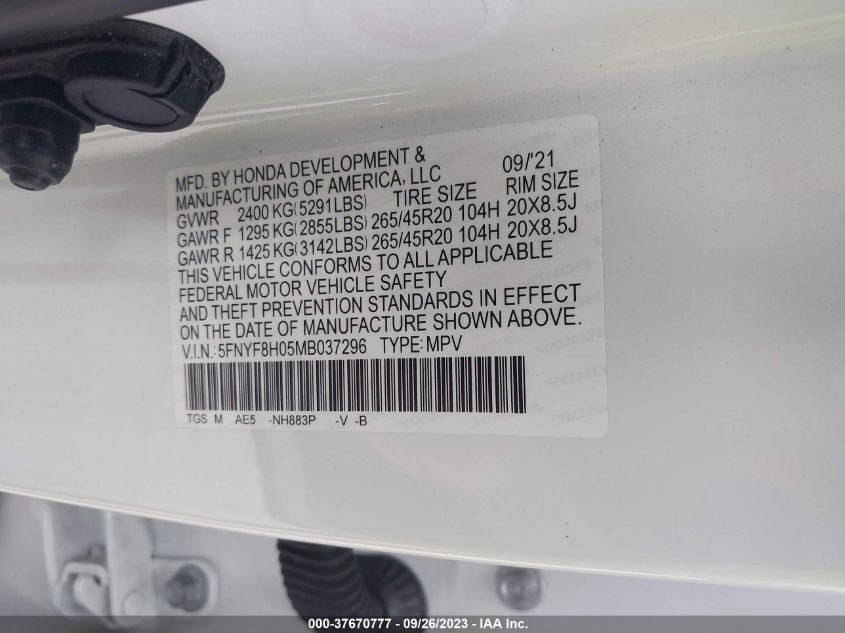 MFD. BY HONDA DEVELOPMENT & 09/'21
MANUFACTURING OF AMERICA, LLC
GVWR 2400 KG(5291LBS) TIRE SIZE RIM SIZE
GAWR F 1295 KG(2855LBS) 265/45R20 104H 20X8.5J
GAWR R 1425 KG(3142LBS) 265/45R20 104H 20X8.5J
THIS VEHICLE CONFORMS TO ALL APPLICABLE
FEDERAL MOTOR VEHICLE SAFETY
AND THEFT PREVENTION STANDARDS IN EFFECT
ON THE DATE OF MANUFACTURE SHOWN ABOVE.
V.I.N.: 5FNYF8H05MB037296 TYPE: MPV
TGS M AE5 -NH883P -V -B
000-37670777 / 09/26/2023 - IAA Inc.